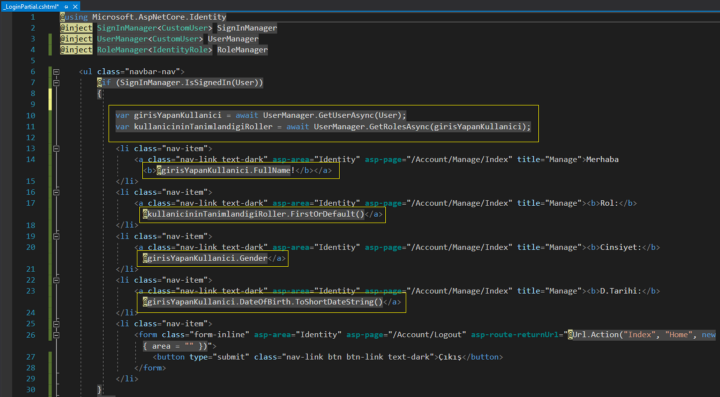 _LoginPartial.cshtml*
1 @using Microsoft.AspNetCore.Identity
2 @inject SignInManager<CustomUser> SignInManager
3 @inject UserManager<CustomUser> UserManager
4 @inject RoleManager<IdentityRole> RoleManager
5
6 <ul class="navbar-nav">
7 @if (SignInManager.IsSignedIn(User))
8 {
9
10 var girisYapanKullanici = await UserManager.GetUserAsync(User);
11 var kullanicininTanimlandigiRoller = await UserManager.GetRolesAsync(girisYapanKullanici);
12
13 <li class="nav-item">
14 <a class="nav-link text-dark" asp-area="Identity" asp-page="/Account/Manage/Index" title="Manage">Merhaba
<b>@girisYapanKullanici.FullName!</b></a>
15 </li>
16 <li class="nav-item">
17 <a class="nav-link text-dark" asp-area="Identity" asp-page="/Account/Manage/Index" title="Manage"><b>Rol:</b>
@kullanicininTanimlandigiRoller.FirstOrDefault()</a>
18 </li>
19 <li class="nav-item">
20 <a class="nav-link text-dark" asp-area="Identity" asp-page="/Account/Manage/Index" title="Manage"><b>Cinsiyet:</b>
@girisYapanKullanici.Gender</a>
21 </li>
22 <li class="nav-item">
23 <a class="nav-link text-dark" asp-area="Identity" asp-page="/Account/Manage/Index" title="Manage"><b>D.Tarihi:</b>
@girisYapanKullanici.DateOfBirth.ToShortDateString()</a>
24 </li>
25 <li class="nav-item">
26 <form class="form-inline" asp-area="Identity" asp-page="/Account/Logout" asp-route-returnUrl="@Url.Action("Index", "Home", new
{ area = "" })">
27 <button type="submit" class="nav-link btn btn-link text-dark">Çıkış</button>
28 </form>
29 </li>
30 }